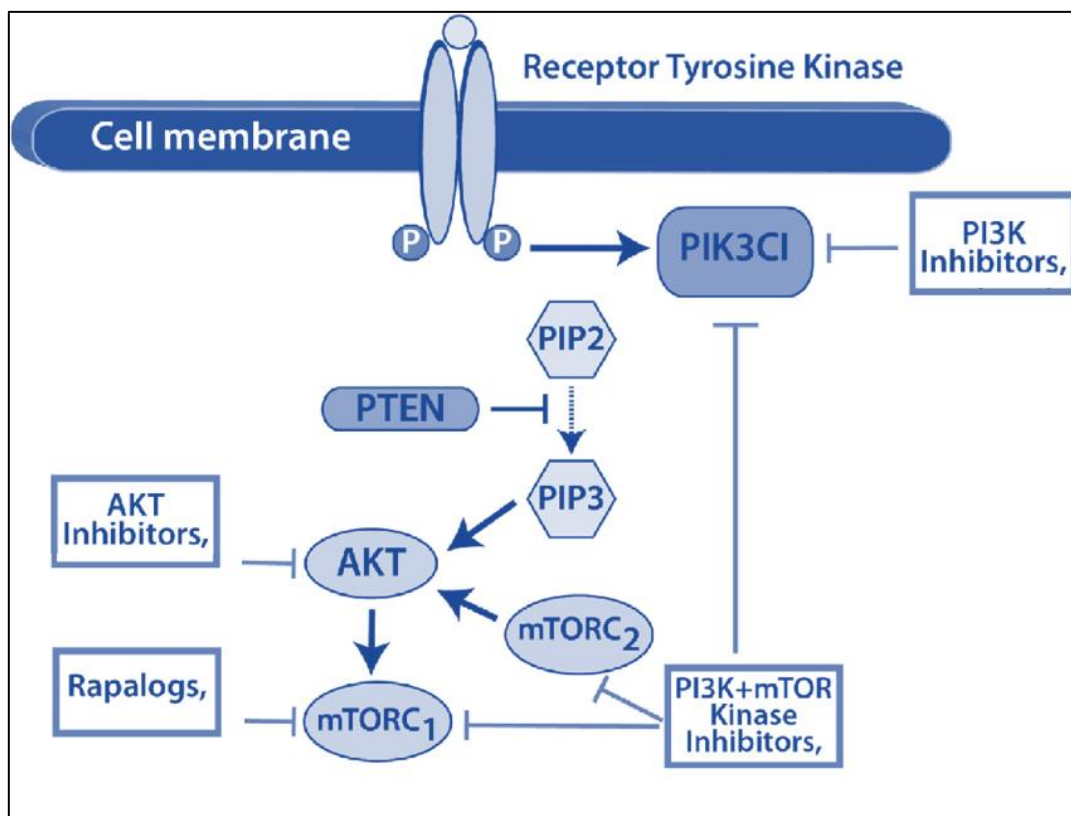 Receptor Tyrosine Kinase
Cell membrane
P
P
PIK3CI
PI3K
Inhibitors,
PIP2
PTEN
PIP3
AKT
Inhibitors,
AKT
mTORC2
Rapalogs,
mTORC1
PI3K+mTOR
Kinase
Inhibitors,